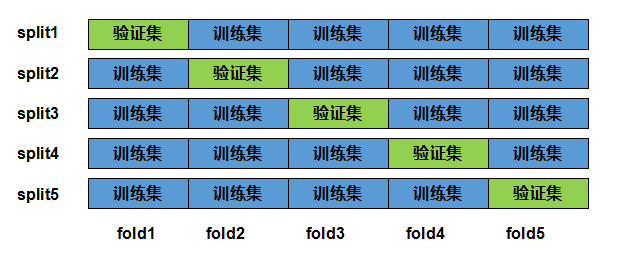 split1 验证集 训练集 训练集 训练集 训练集
split2 训练集 验证集 训练集 训练集 训练集
split3 训练集 训练集 验证集 训练集 训练集
split4 训练集 训练集 训练集 验证集 训练集
split5 训练集 训练集 训练集 训练集 验证集
fold1 fold2 fold3 fold4 fold5